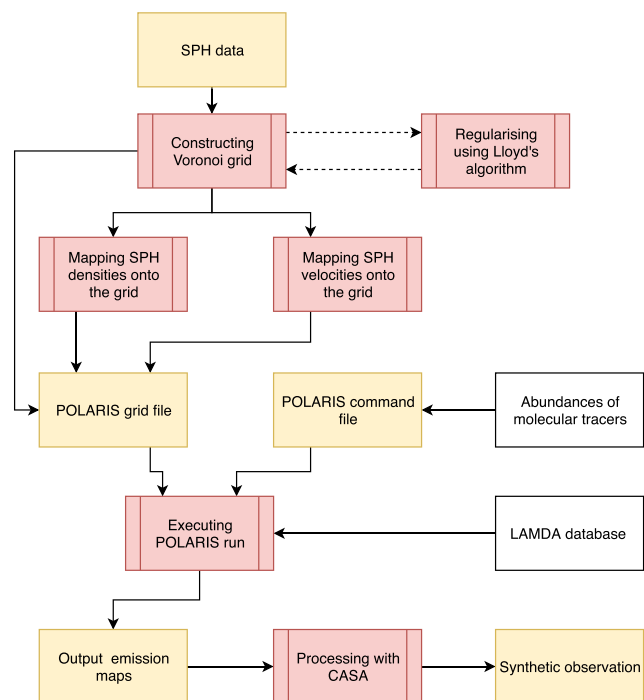 SPH data
Constructing
Voronoi grid
Regularising
using Lloyd's
algorithm
Mapping SPH
densities onto
the grid
Mapping SPH
velocities onto
the grid
POLARIS grid file
POLARIS command
file
Abundances of
molecular tracers
Executing
POLARIS run
LAMDA database
Output emission
maps
Processing with
CASA
Synthetic observation